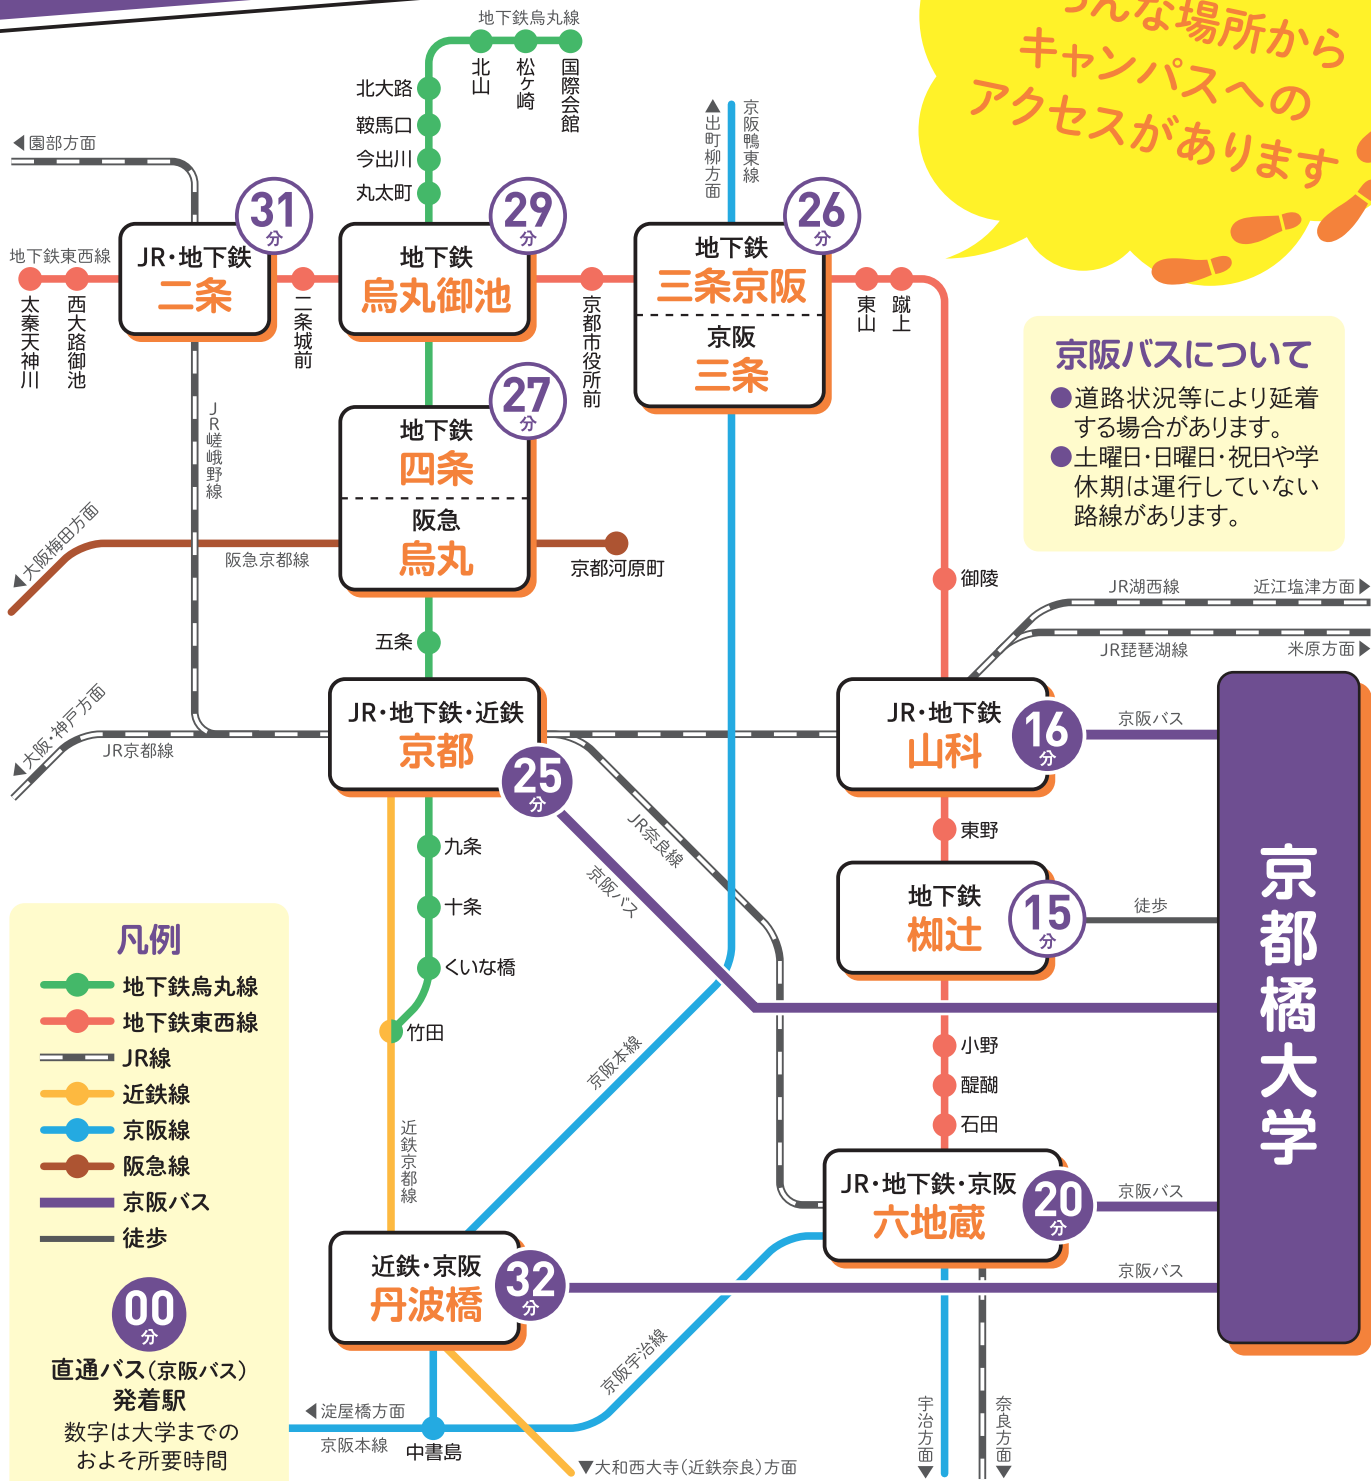 地下鉄烏丸線
北山
松ヶ崎
国際会館
北大路
鞍馬口
今出川
丸太町
ろんな場所から
キャンパスへの
アクセスがあります
◀園部方面
▲出町柳方面
京阪鴨東線
地下鉄東西線
太秦天神川
西大路御池
JR・地下鉄
二条
31分
二条城前
地下鉄
烏丸御池
29分
京都市役所前
地下鉄
三条京阪
京阪
三条
26分
東山
蹴上
京阪バスについて
●道路状況等により延着
する場合があります。
●土曜日・日曜日・祝日や学
休期は運行していない
路線があります。
地下鉄
四条
阪急
烏丸
27分
JR嵯峨野線
◀大阪梅田方面
阪急京都線
京都河原町
御陵
JR湖西線
近江塩津方面▶
JR琵琶湖線
米原方面▶
五条
◀大阪・神戸方面
JR京都線
JR・地下鉄・近鉄
京都
25分
JR・地下鉄
山科
16分
京阪バス
JR奈良線
京阪バス
東野
九条
十条
くいな橋
竹田
地下鉄
椥辻
15分
徒歩
京都橘大学
凡例
地下鉄烏丸線
地下鉄東西線
JR線
近鉄線
京阪線
阪急線
京阪バス
徒歩
00分
直通バス(京阪バス)
発着駅
数字は大学までの
およそ所要時間
京阪本線
近鉄京都線
小野
醍醐
石田
JR・地下鉄・京阪
六地蔵
20分
京阪バス
近鉄・京阪
丹波橋
32分
京阪バス
京阪宇治線
◀淀屋橋方面
京阪本線
中書島
▼大和西大寺(近鉄奈良)方面
宇治方面▼
奈良方面▼